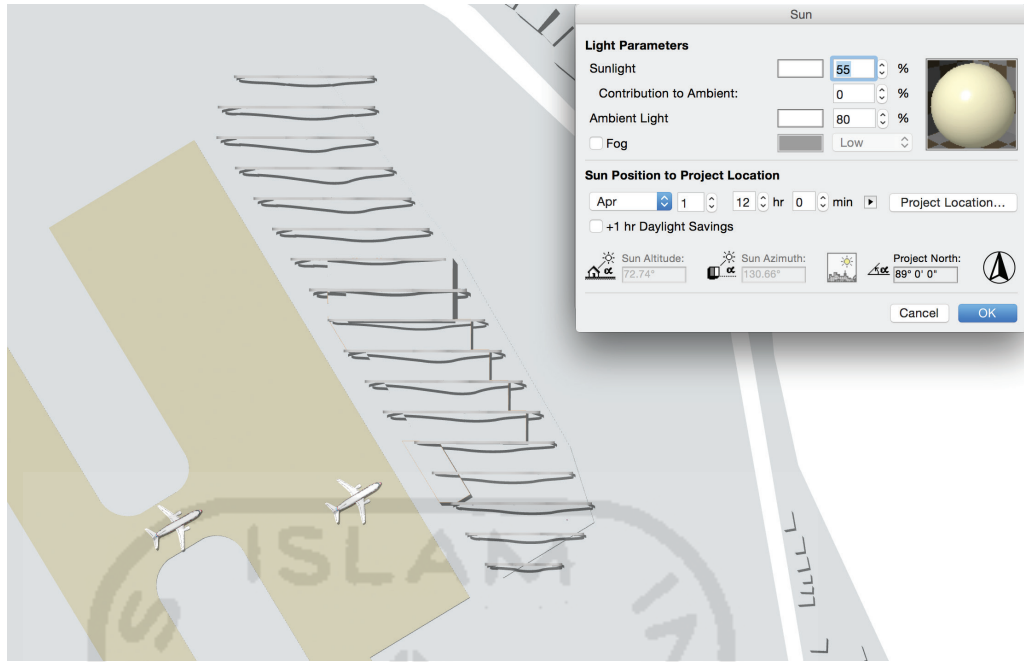 Sun
Light Parameters
Sunlight 55 %
Contribution to Ambient: 0 %
Ambient Light 80 %
Fog Low
Sun Position to Project Location
Apr 1 12 hr 0 min Project Location...
+1 hr Daylight Savings
Sun Altitude: Sun Azimuth: Project North:
α 72.74° α 130.66° α 89° 0' 0"
Cancel OK
ISLAM